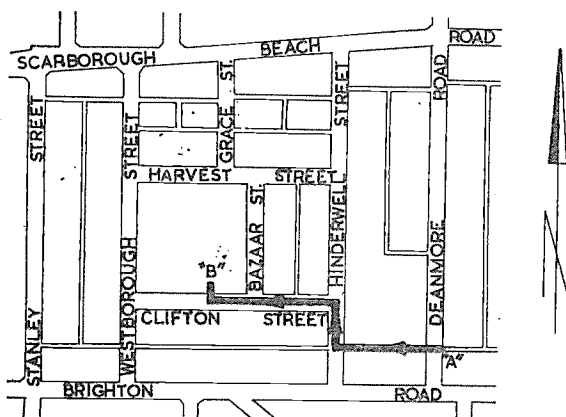 SCARBOROUGH BEACH ROAD
STREET
STREET
GRACE ST.
STREET
ROAD
HARVEST STREET
BAZAAR ST.
HINDERWELL
DEANMORE
"B"
WESTBOROUGH
STANLEY
CLIFTON STREET
"A"
BRIGHTON ROAD
N